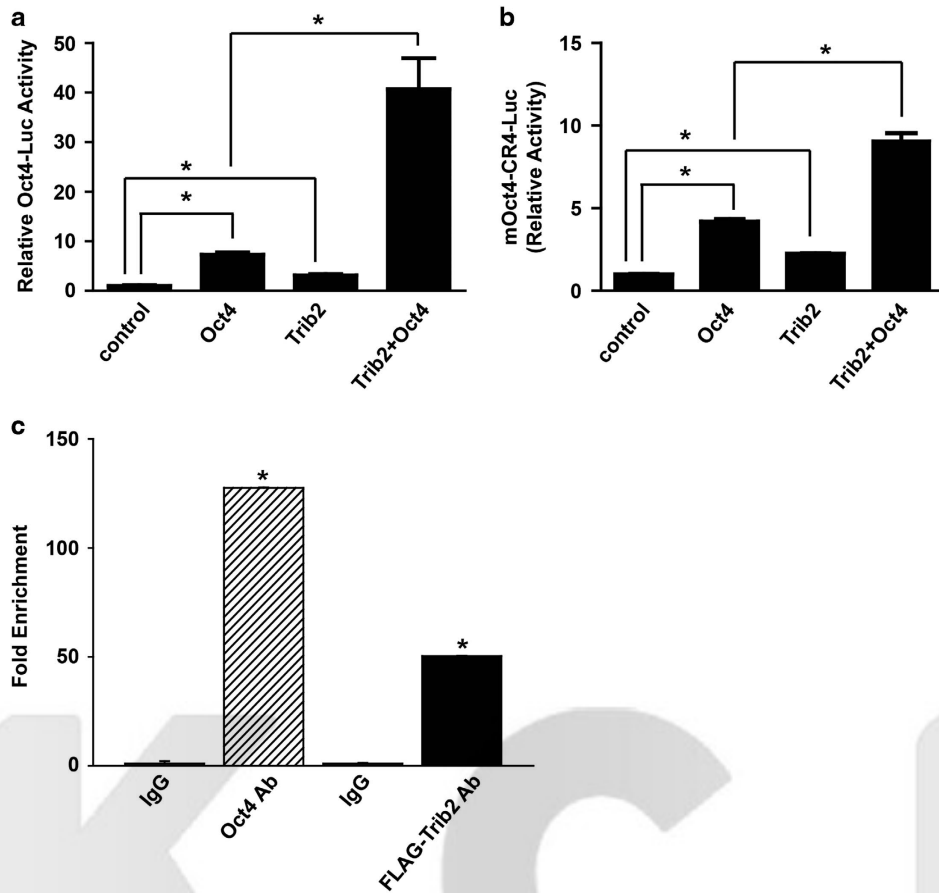 a
Relative Oct4-Luc Activity
50
40
30
20
10
0
*
*
*
control
Oct4
Trib2
Trib2+Oct4
b
mOct4-CR4-Luc
(Relative Activity)
15
10
5
0
*
*
*
control
Oct4
Trib2
Trib2+Oct4
c
Fold Enrichment
150
100
50
0
*
*
IgG
Oct4 Ab
IgG
FLAG-Trib2 Ab